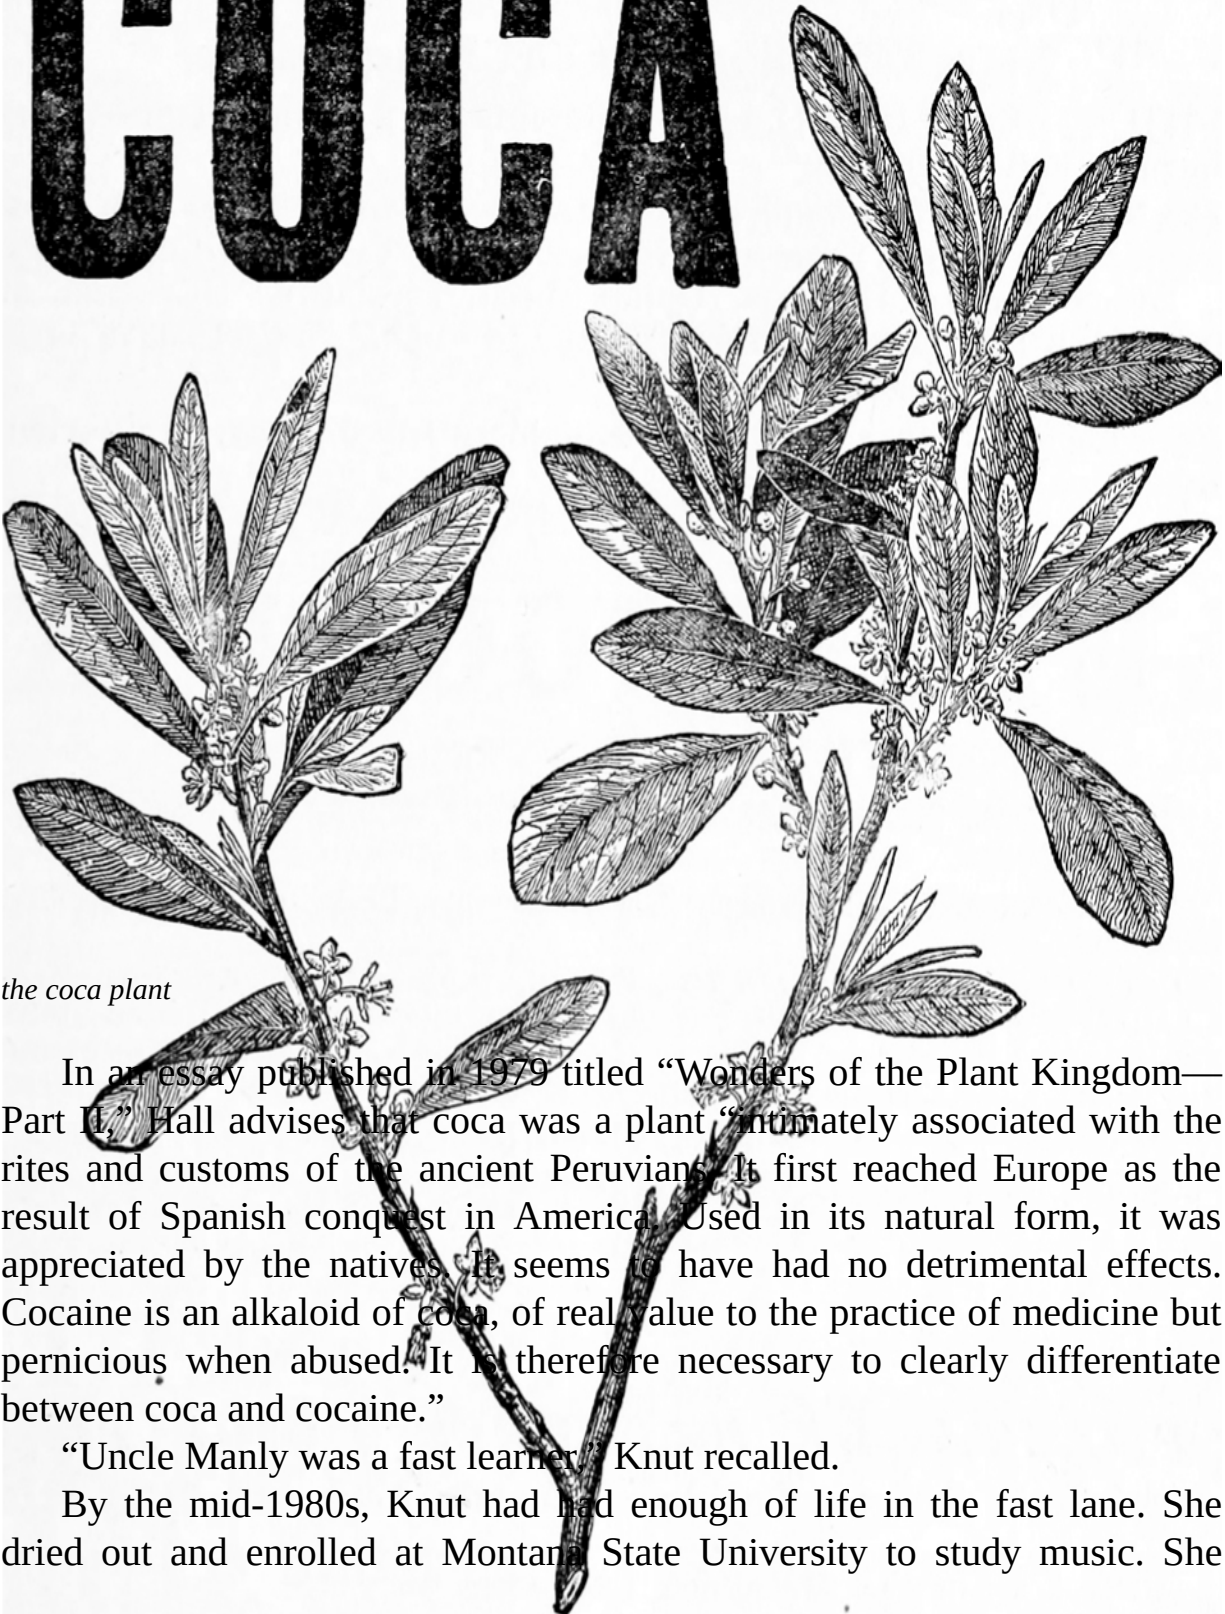 COCA
the coca plant
In an essay published in 1979 titled “Wonders of the Plant Kingdom—
Part II,” Hall advises that coca was a plant “intimately associated with the
rites and customs of the ancient Peruvians. It first reached Europe as the
result of Spanish conquest in America. Used in its natural form, it was
appreciated by the natives. It seems to have had no detrimental effects.
Cocaine is an alkaloid of coca, of real value to the practice of medicine but
pernicious when abused. It is therefore necessary to clearly differentiate
between coca and cocaine.”
“Uncle Manly was a fast learner,” Knut recalled.
By the mid-1980s, Knut had had enough of life in the fast lane. She
dried out and enrolled at Montana State University to study music. She